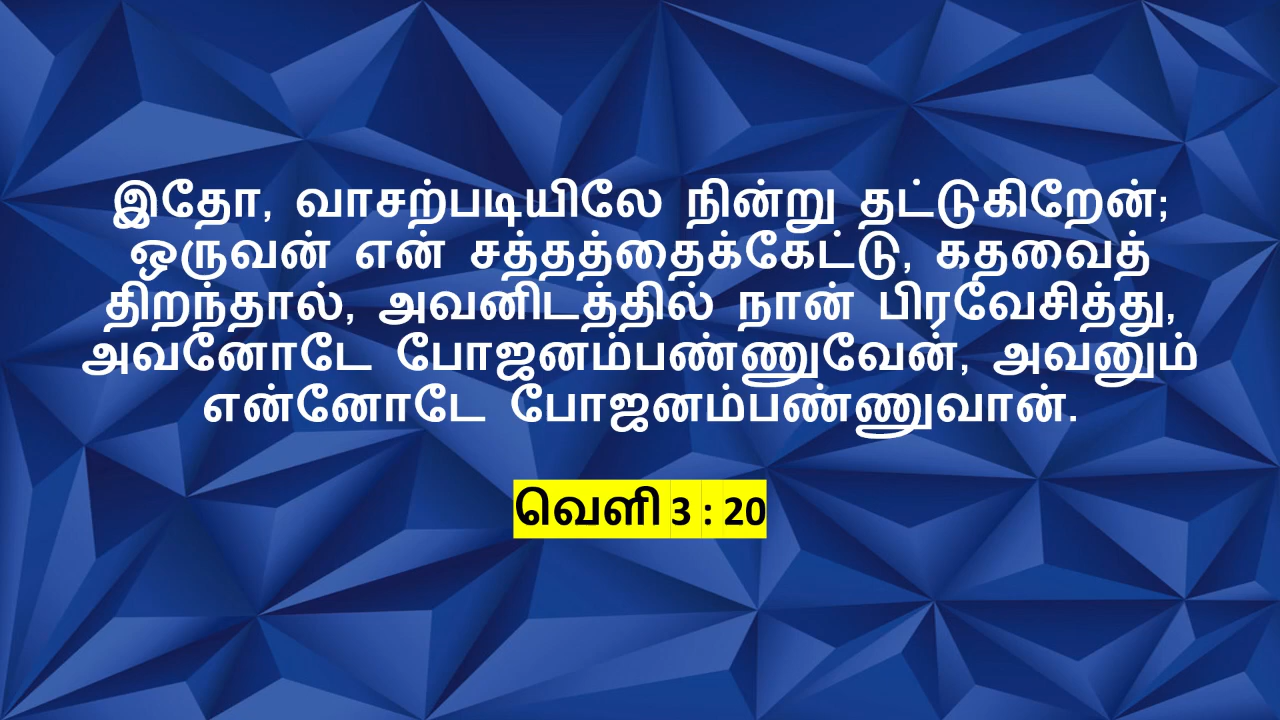 இதோ, வாசற்படியிலே நின்று தட்டுகிறேன்;
ஒருவன் என் சத்தத்தைக்கேட்டு, கதவைத்
திறந்தால், அவனிடத்தில் நான் பிரவேசித்து,
அவனோடே போஜனம்பண்ணுவேன், அவனும்
என்னோடே போஜனம்பண்ணுவான்.
வெளி 3 : 20